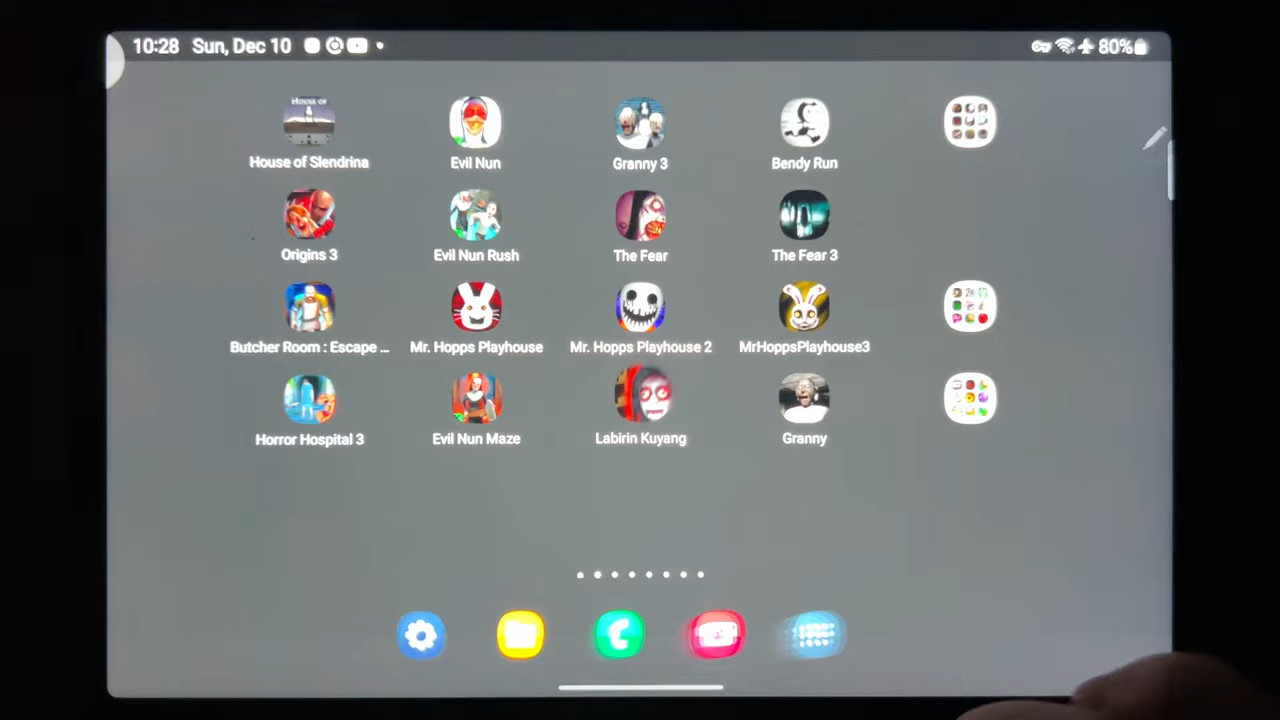 10:28 Sun, Dec 10 80%
HOUSE OF
House of Slendrina Evil Nun Granny 3 Bendy Run
Origins 3 Evil Nun Rush The Fear The Fear 3
Butcher Room : Escape ... Mr. Hopps Playhouse Mr. Hopps Playhouse 2 MrHoppsPlayhouse3
Horror Hospital 3 Evil Nun Maze Labirin Kuyang Granny